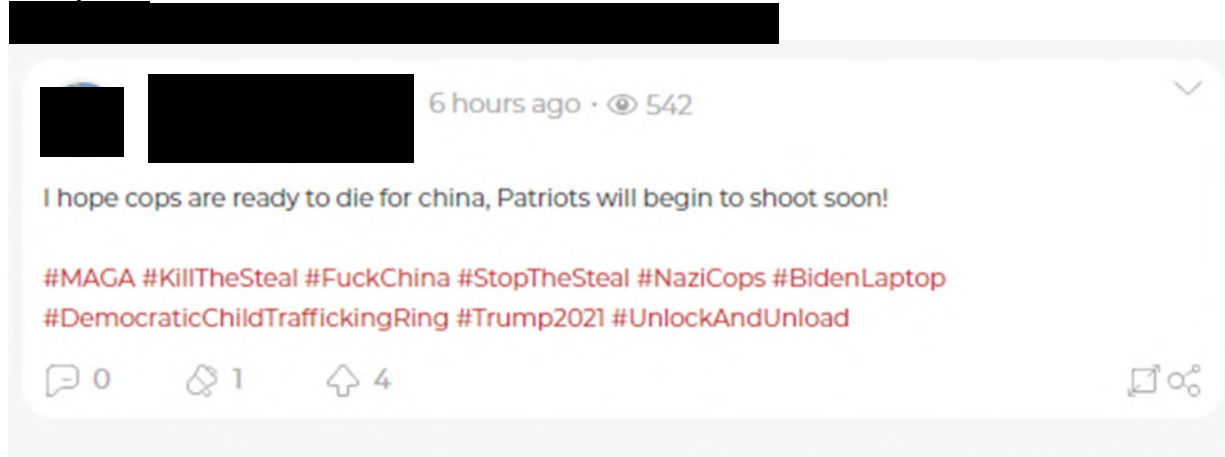 6 hours ago · 542
I hope cops are ready to die for china, Patriots will begin to shoot soon!
#MAGA #KillTheSteal #FuckChina #StopTheSteal #NaziCops #BidenLaptop
#DemocraticChildTraffickingRing #Trump2021 #UnlockAndUnload
0 1 4